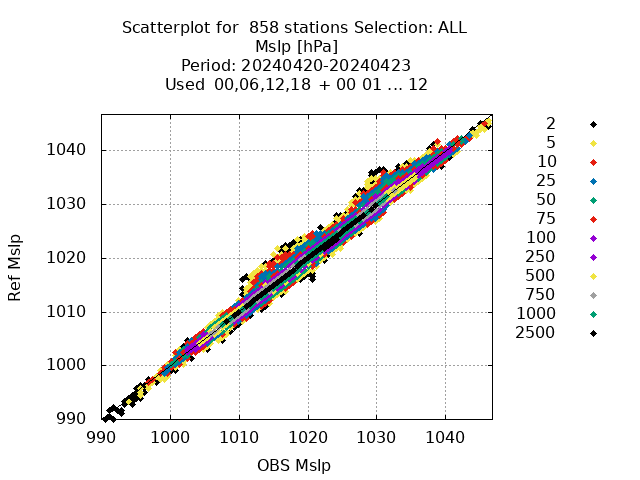 Scatterplot for  858 stations Selection: ALL
Mslp [hPa]
Period: 20240420-20240423
Used  00,06,12,18 + 00 01 ... 12
2
5
10
25
50
75
100
250
500
750
1000
2500
Ref Mslp
1040
1030
1020
1010
1000
990
990 1000 1010 1020 1030 1040
OBS Mslp